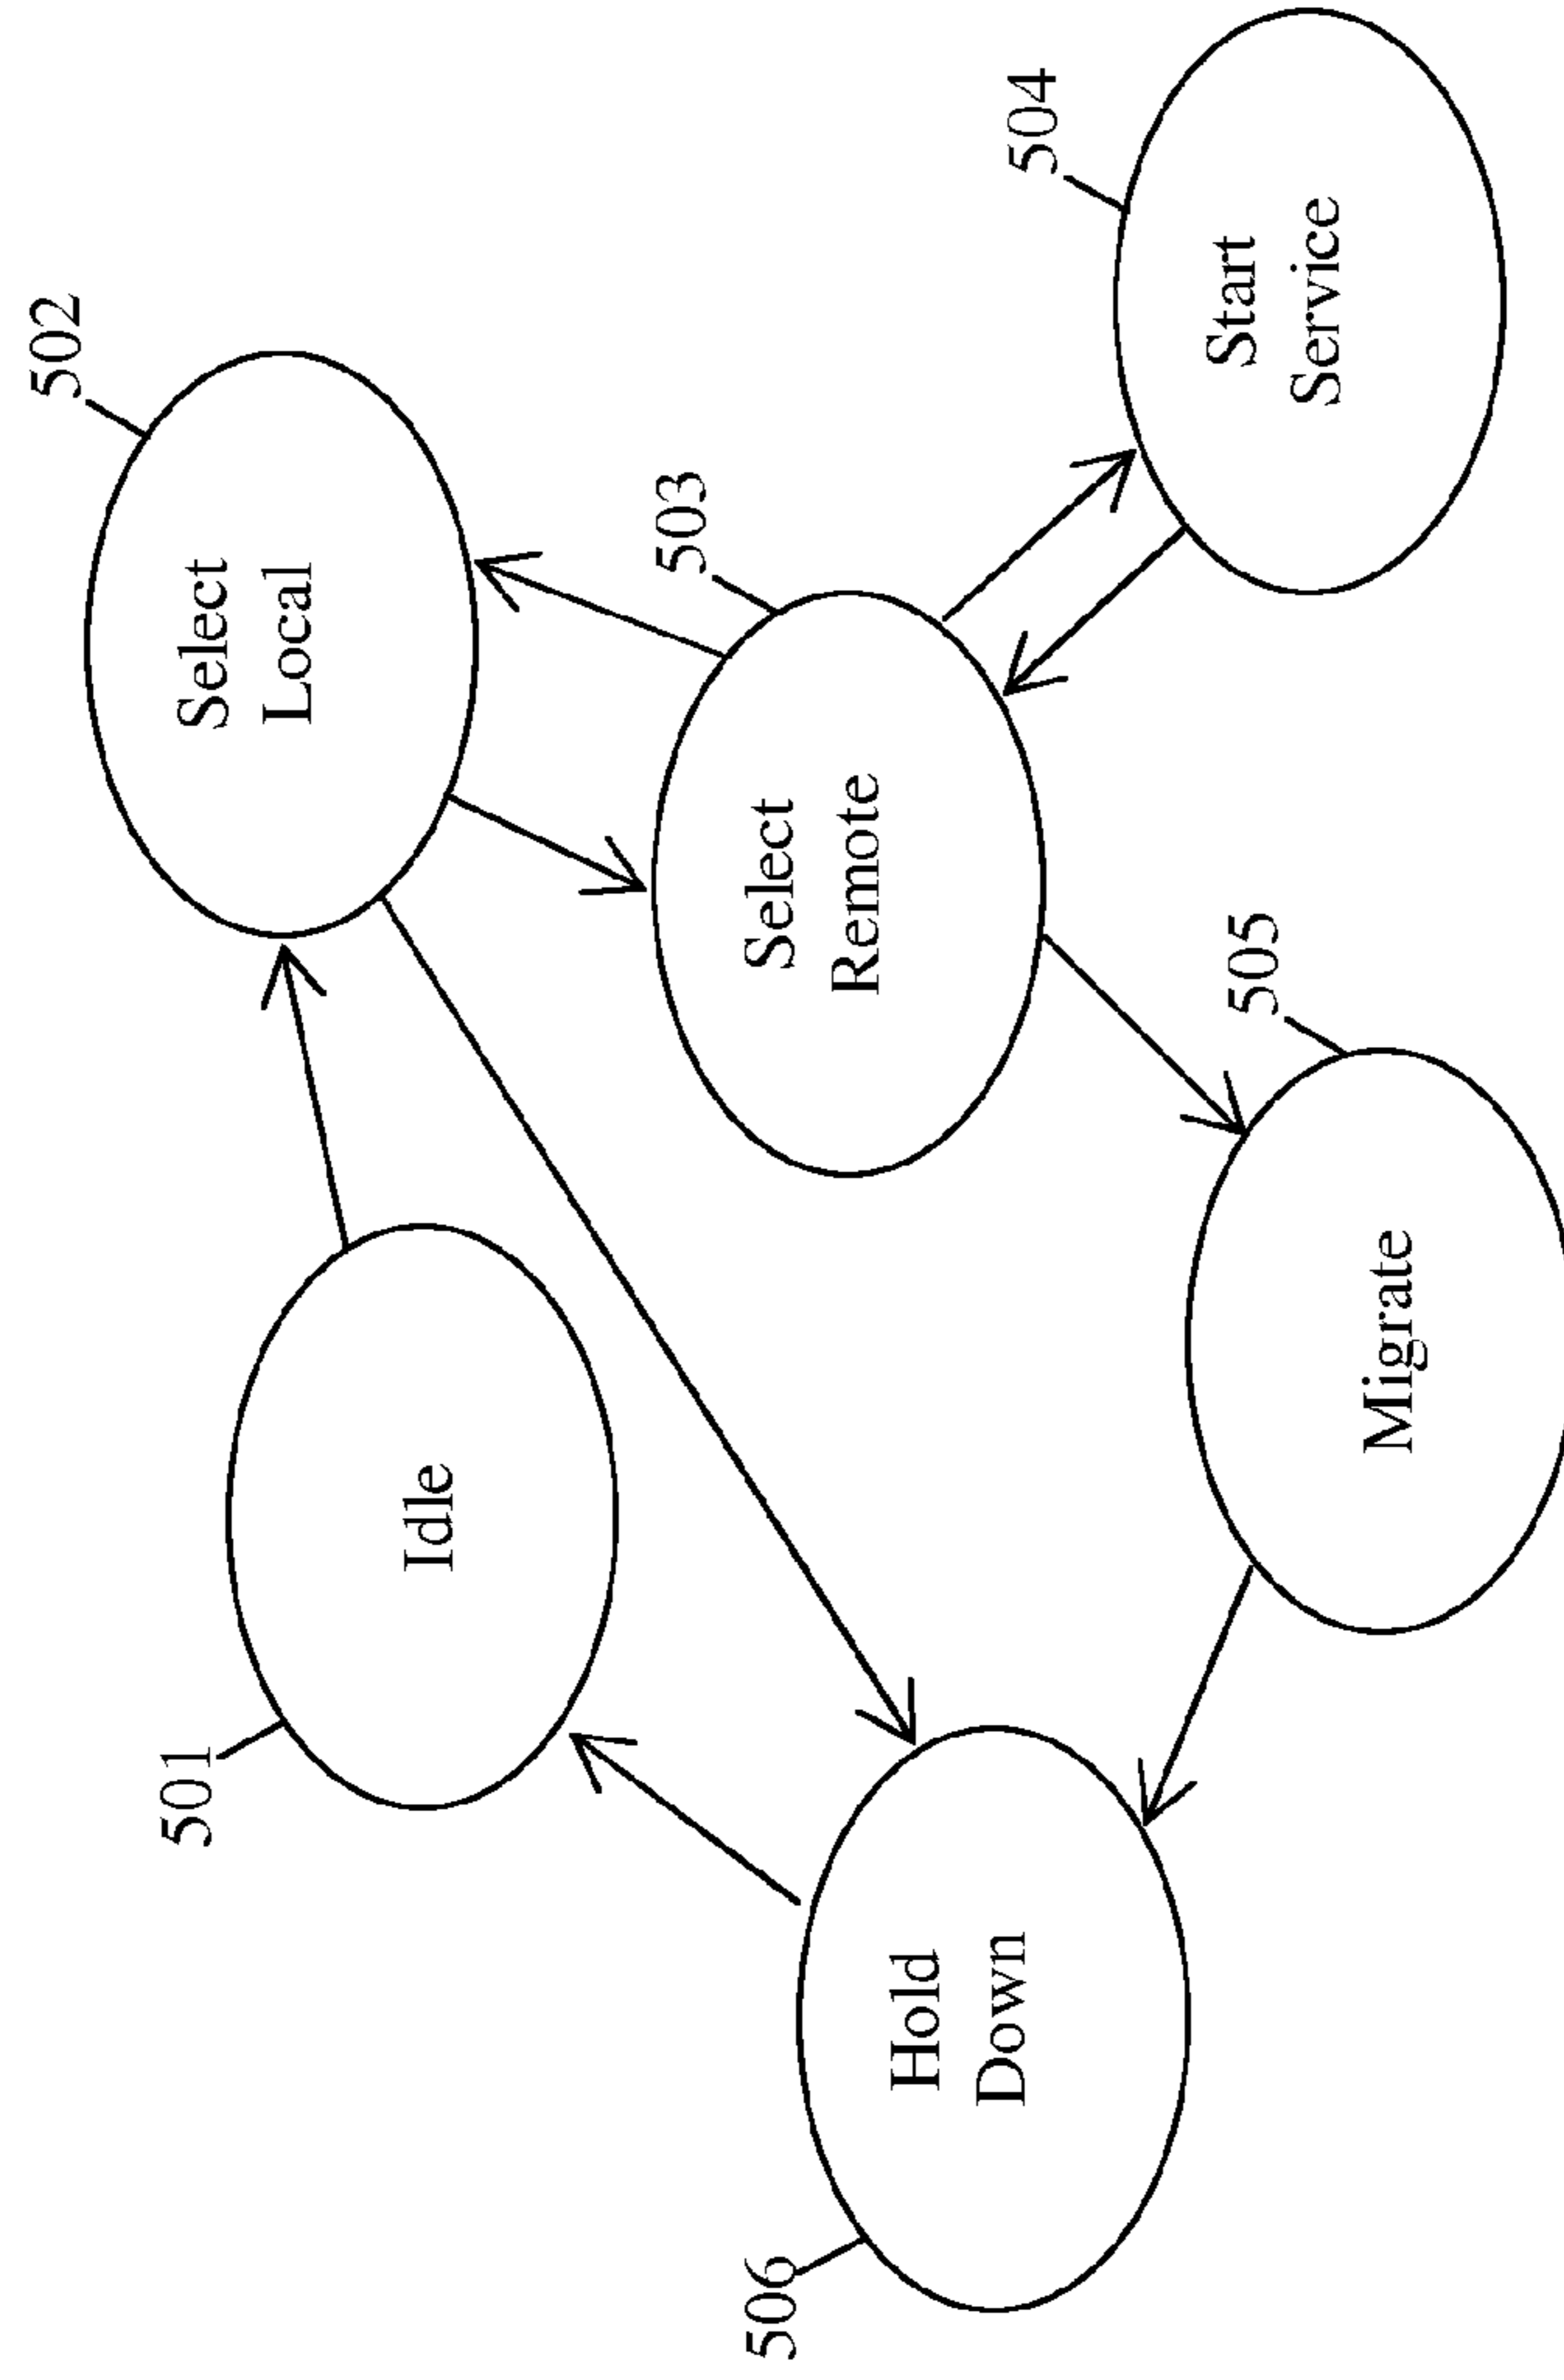 501
Idle
502
Select
Local
503
Select
Remote
504
Start
Service
505
Migrate
506
Hold
Down